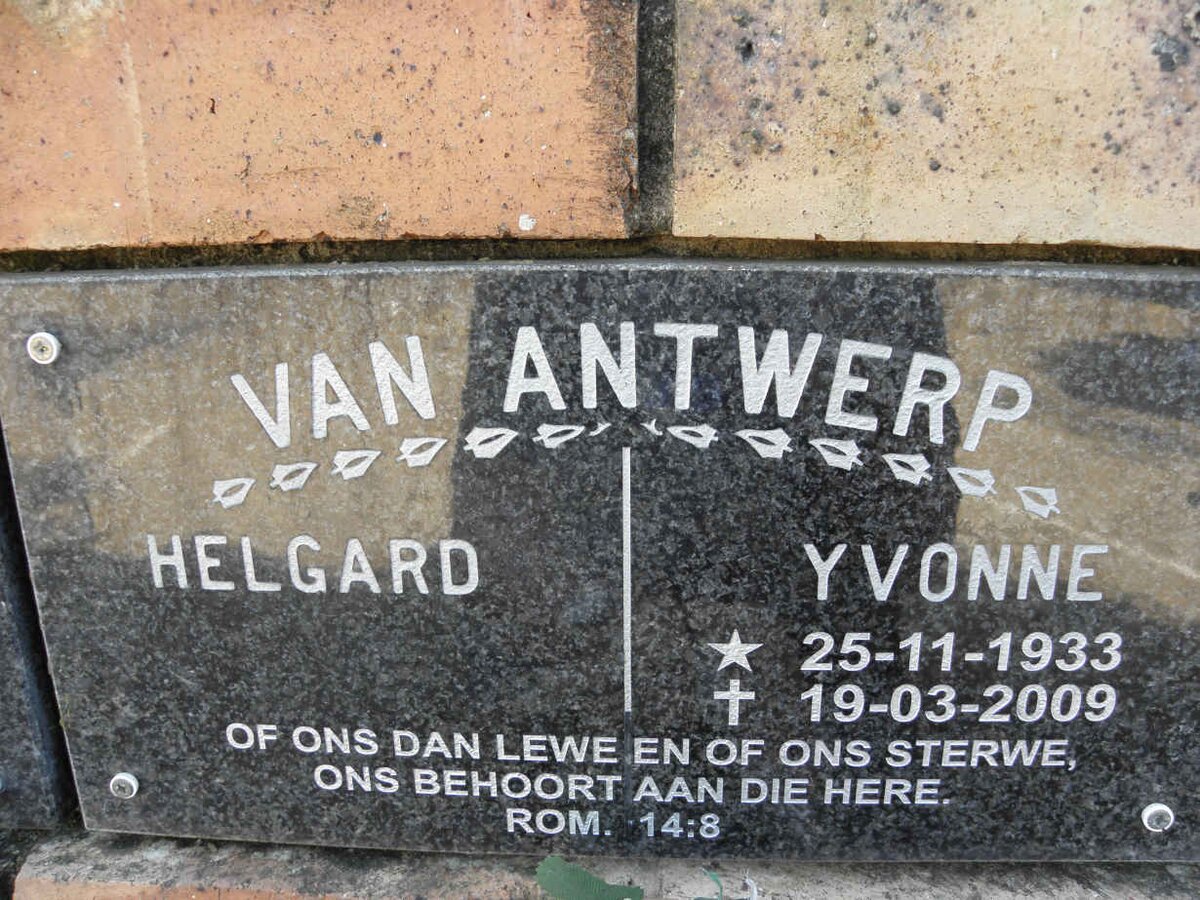 VAN ANTWERP
HELGARD
YVONNE
25-11-1933
19-03-2009
OF ONS DAN LEWE EN OF ONS STERWE,
ONS BEHOORT AAN DIE HERE.
ROM. 14:8